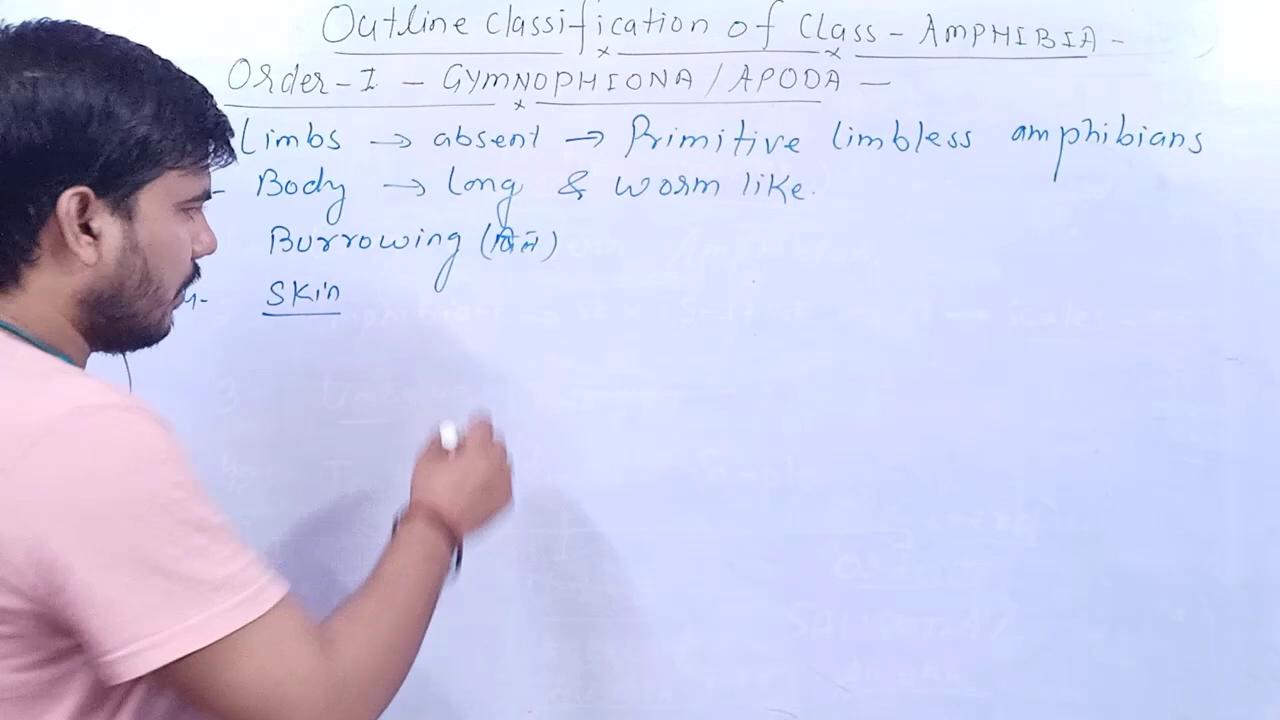 Outline Classification of Class - AMPHIBIA -
Order-I - GYMNOPHIONA / APODA -
Limbs → absent → Primitive limbless amphibians
- Body → Long & worm like.
Burrowing
4- Skin